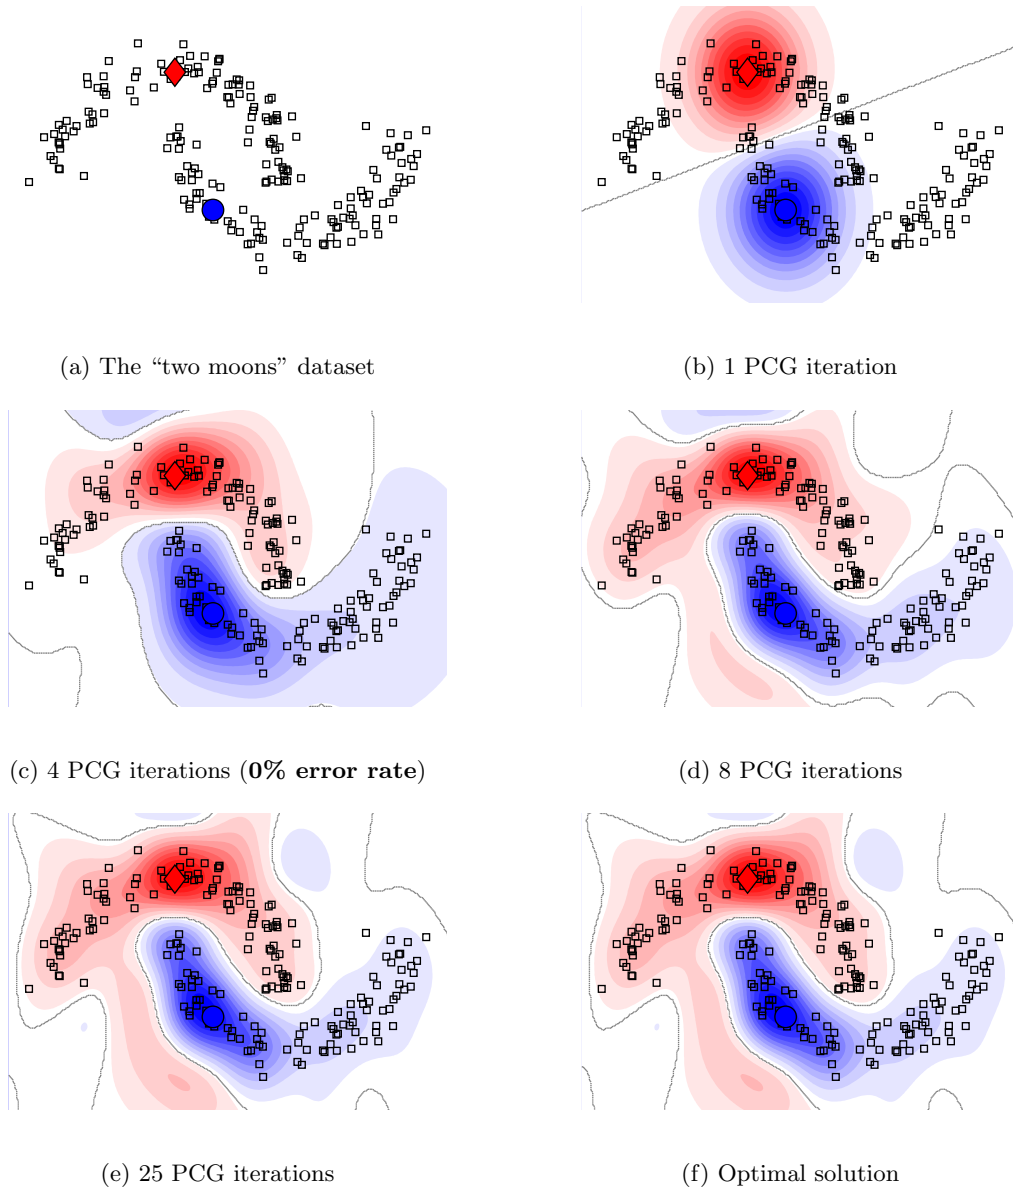 (a) The “two moons” dataset
(b) 1 PCG iteration
(c) 4 PCG iterations (0% error rate)
(d) 8 PCG iterations
(e) 25 PCG iterations
(f) Optimal solution